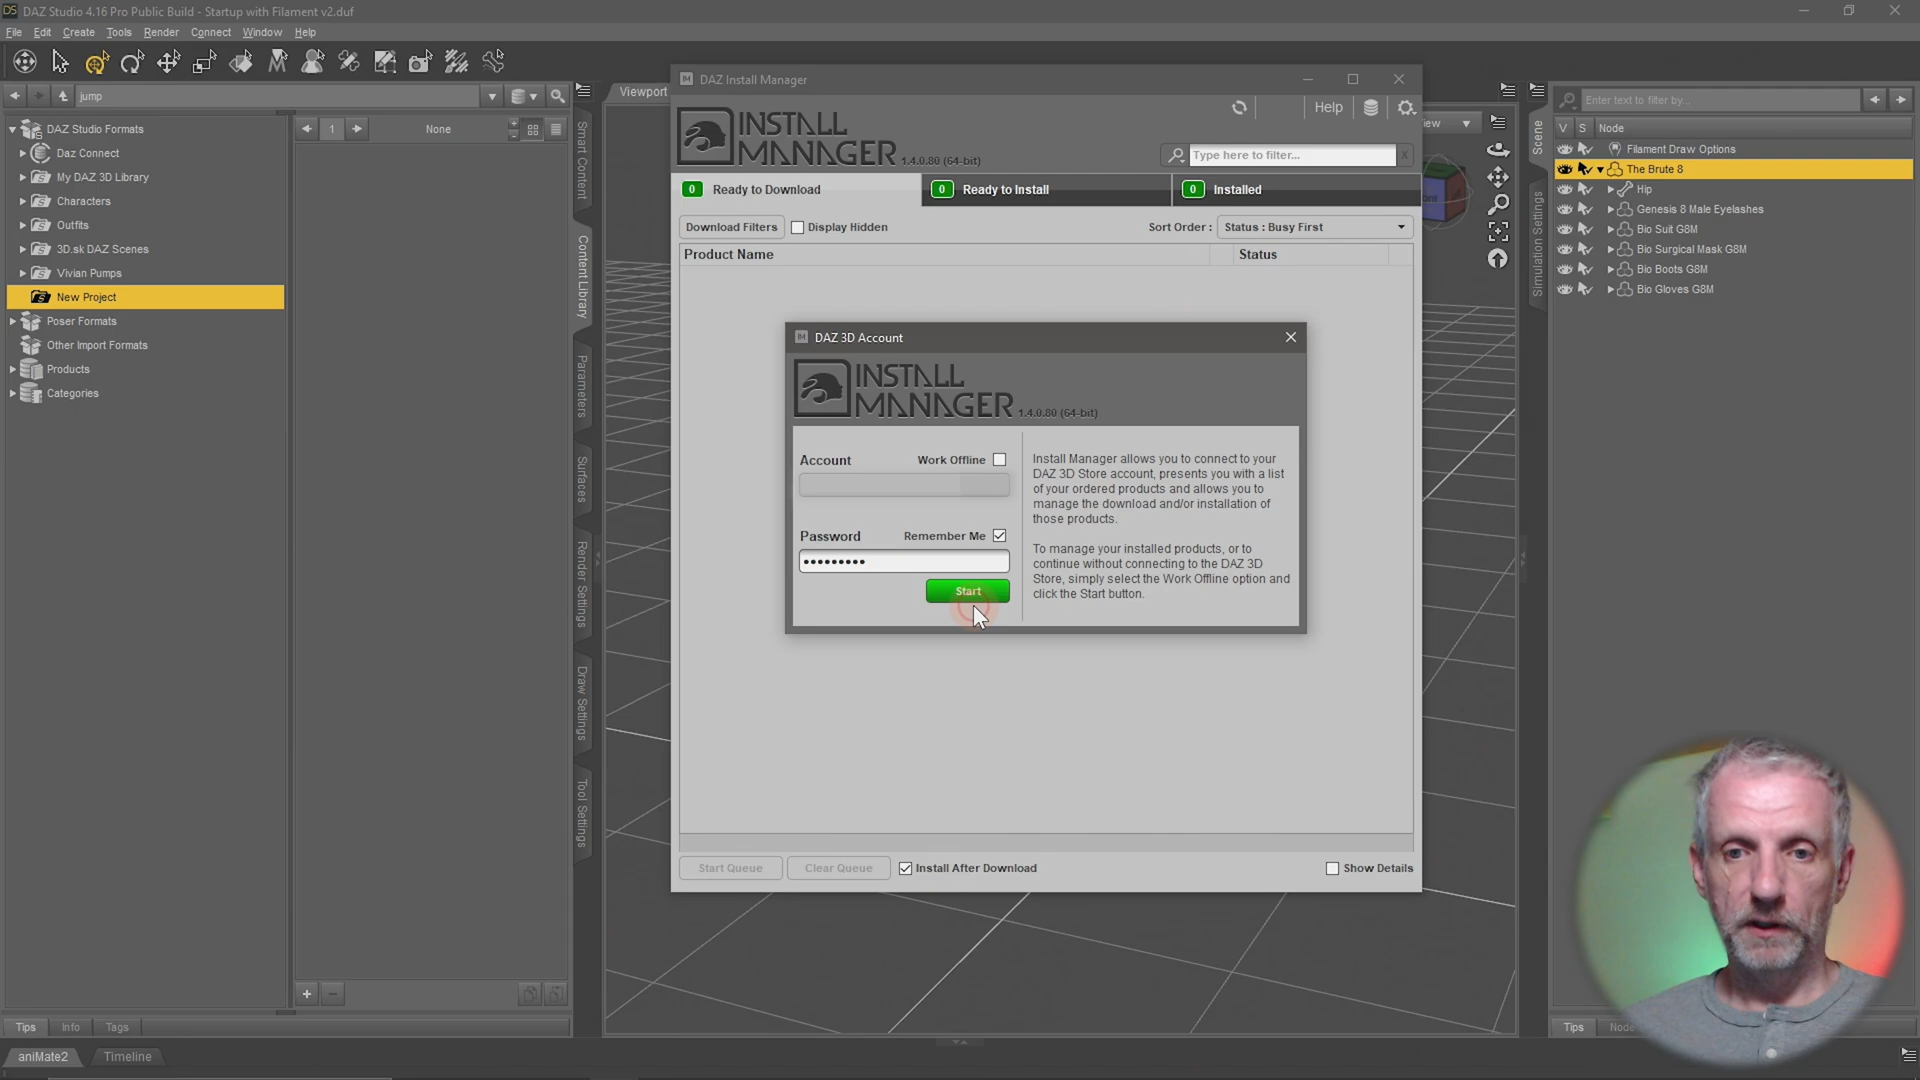 DAZ Studio 4.16 Pro Public Build - Startup with Filament v2.duf
File Edit Create Tools Render Connect Window Help
jump
DAZ Studio Formats
Daz Connect
My DAZ 3D Library
Characters
Outfits
3D.sk DAZ Scenes
Vivian Pumps
New Project
Poser Formats
Other Import Formats
Products
Categories
1
None
Smart Content
Content Library
Parameters
Surfaces
Render Settings
Draw Settings
Tool Settings
Tips Info Tags
aniMate2 Timeline
Viewport
DAZ Install Manager
INSTALL
MANAGER 1.4.0.80 (64-bit)
Help
Type here to filter...
X
0 Ready to Download
0 Ready to Install
0 Installed
Download Filters Display Hidden
Sort Order : Status : Busy First
Product Name Status
DAZ 3D Account
INSTALL
MANAGER 1.4.0.80 (64-bit)
Account Work Offline
Password Remember Me
•••••••••
Start
Install Manager allows you to connect to your
DAZ 3D Store account, presents you with a list
of your ordered products and allows you to
manage the download and/or installation of
those products.
To manage your installed products, or to
continue without connecting to the DAZ 3D
Store, simply select the Work Offline option and
click the Start button.
Start Queue Clear Queue Install After Download Show Details
Scene
Simulation Settings
Enter text to filter by...
V S Node
Filament Draw Options
The Brute 8
Hip
Genesis 8 Male Eyelashes
Bio Suit G8M
Bio Surgical Mask G8M
Bio Boots G8M
Bio Gloves G8M
Tips Node